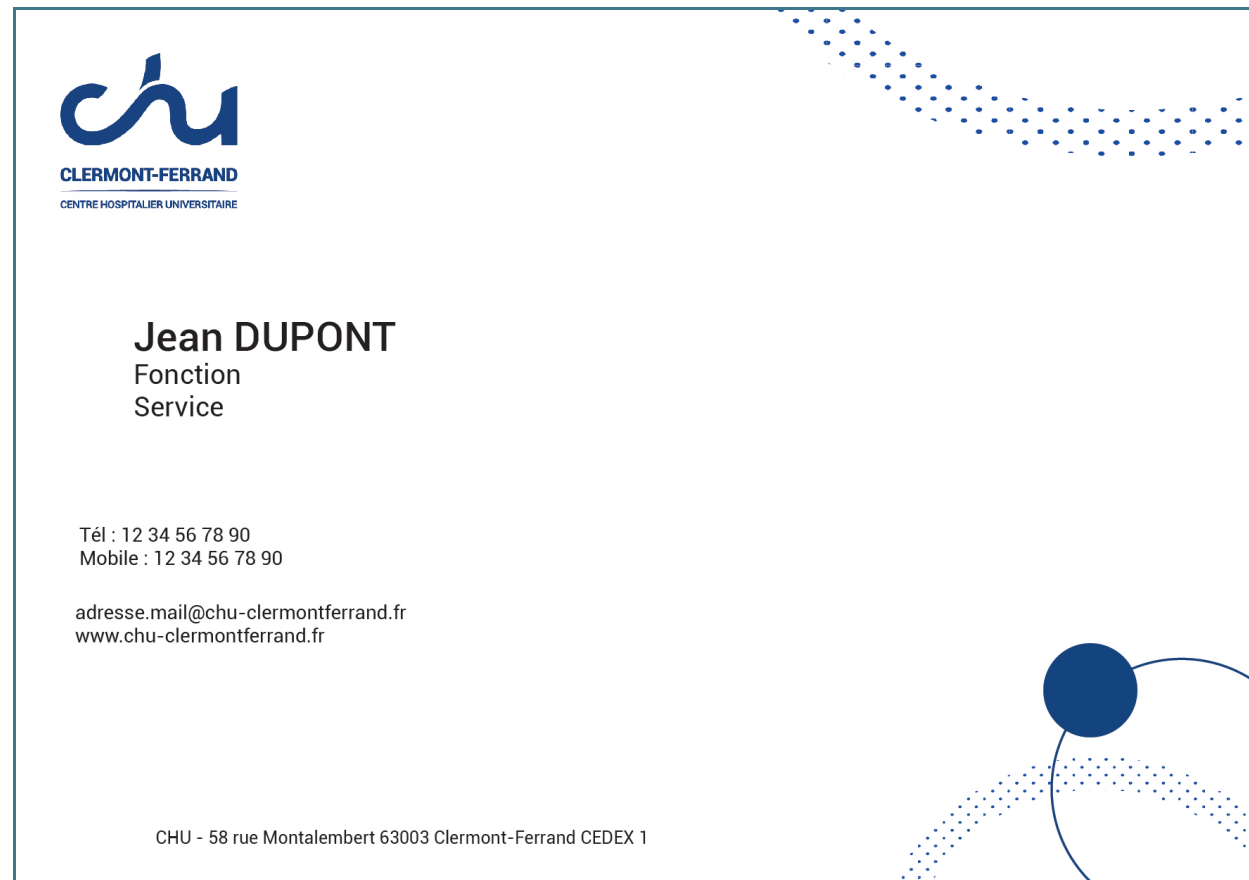 chu
CLERMONT-FERRAND
CENTRE HOSPITALIER UNIVERSITAIRE
Jean DUPONT
Fonction
Service
Tél : 12 34 56 78 90
Mobile : 12 34 56 78 90
adresse.mail@chu-clermontferrand.fr
www.chu-clermontferrand.fr
CHU - 58 rue Montalembert 63003 Clermont-Ferrand CEDEX 1